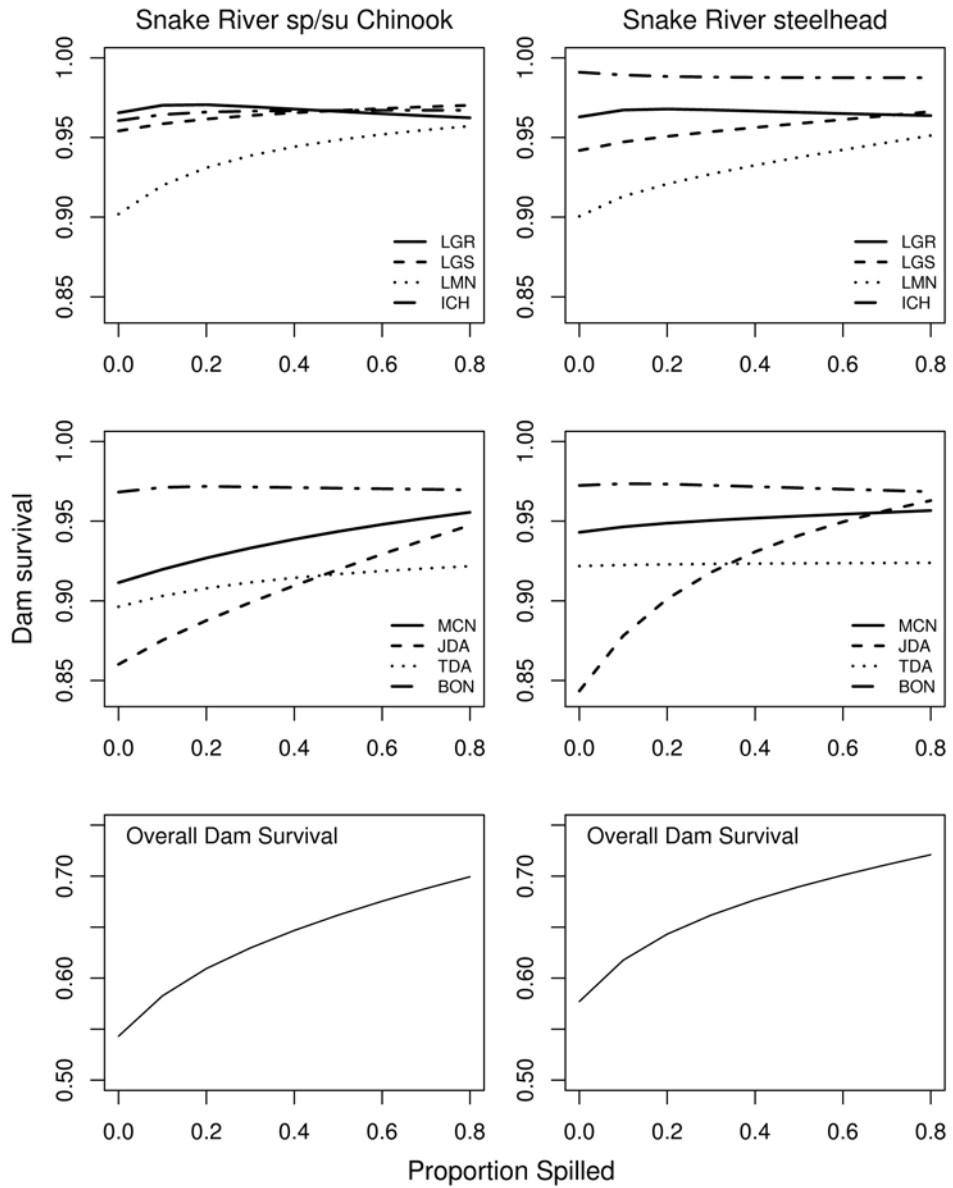 Snake River sp/su Chinook
Snake River steelhead
1.00
0.95
0.90
0.85
LGR
LGS
LMN
ICH
0.0 0.2 0.4 0.6 0.8
1.00
0.95
0.90
0.85
LGR
LGS
LMN
ICH
0.0 0.2 0.4 0.6 0.8
Dam survival
1.00
0.95
0.90
0.85
MCN
JDA
TDA
BON
0.0 0.2 0.4 0.6 0.8
1.00
0.95
0.90
0.85
MCN
JDA
TDA
BON
0.0 0.2 0.4 0.6 0.8
Overall Dam Survival
0.70
0.60
0.50
0.0 0.2 0.4 0.6 0.8
Overall Dam Survival
0.70
0.60
0.50
0.0 0.2 0.4 0.6 0.8
Proportion Spilled